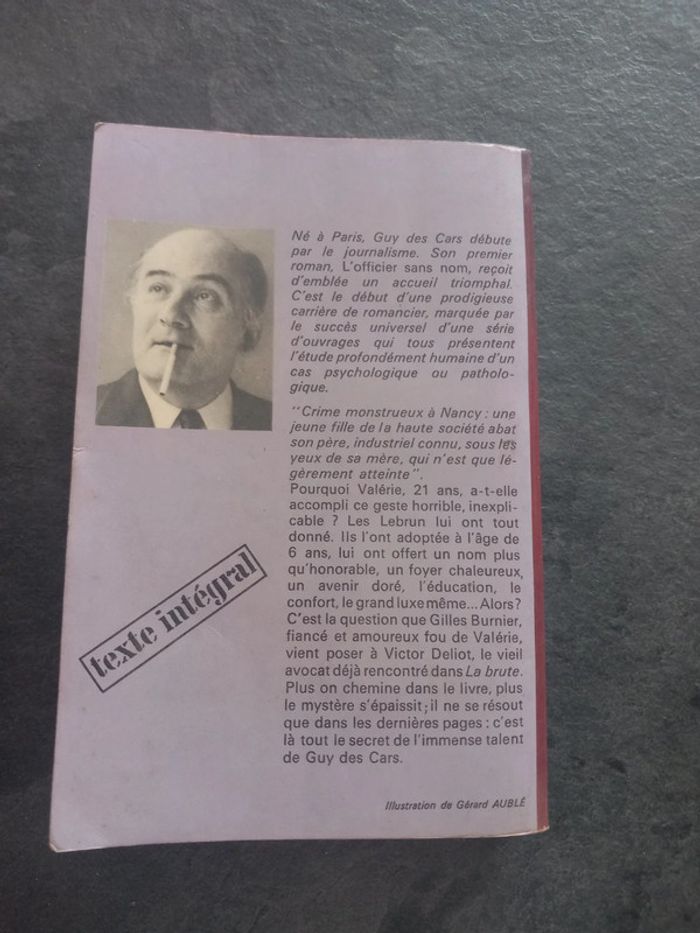 Né à Paris, Guy des Cars débute
par le journalisme. Son premier
roman, L'officier sans nom, reçoit
d'emblée un accueil triomphal.
C'est le début d'une prodigieuse
carrière de romancier, marquée par
le succès universel d'une série
d'ouvrages qui tous présentent
l'étude profondément humaine d'un
cas psychologique ou patholo-
gique.
"Crime monstrueux à Nancy : une
jeune fille de la haute société abat
son père, industriel connu, sous les
yeux de sa mère, qui n'est que lé-
gèrement atteinte".
Pourquoi Valérie, 21 ans, a-t-elle
accompli ce geste horrible, inexpli-
cable ? Les Lebrun lui ont tout
donné. Ils l'ont adoptée à l'âge de
6 ans, lui ont offert un nom plus
qu'honorable, un foyer chaleureux,
un avenir doré, l'éducation, le
confort, le grand luxe même... Alors?
C'est la question que Gilles Burnier,
fiancé et amoureux fou de Valérie,
vient poser à Victor Deliot, le vieil
avocat déjà rencontré dans La brute.
Plus on chemine dans le livre, plus
le mystère s'épaissit; il ne se résout
que dans les dernières pages : c'est
là tout le secret de l'immense talent
de Guy des Cars.
texte intégral
Illustration de Gérard AUBLÉ